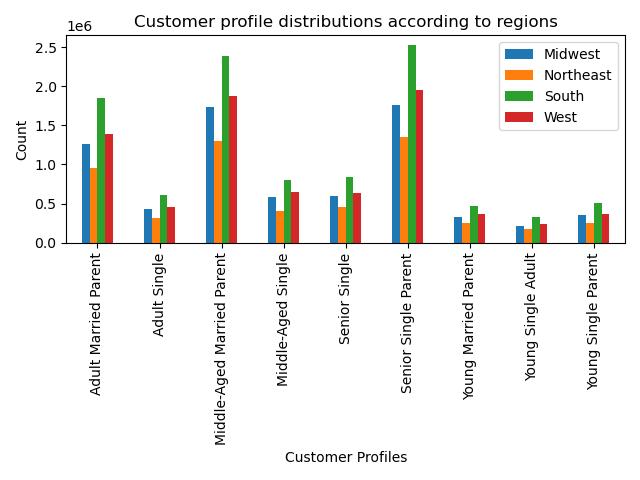 Customer profile distributions according to regions
1e6
2.5
2.0
1.5
1.0
0.5
0.0
Count
Midwest
Northeast
South
West
Adult Married Parent
Adult Single
Middle-Aged Married Parent
Middle-Aged Single
Senior Single
Senior Single Parent
Young Married Parent
Young Single Adult
Young Single Parent
Customer Profiles